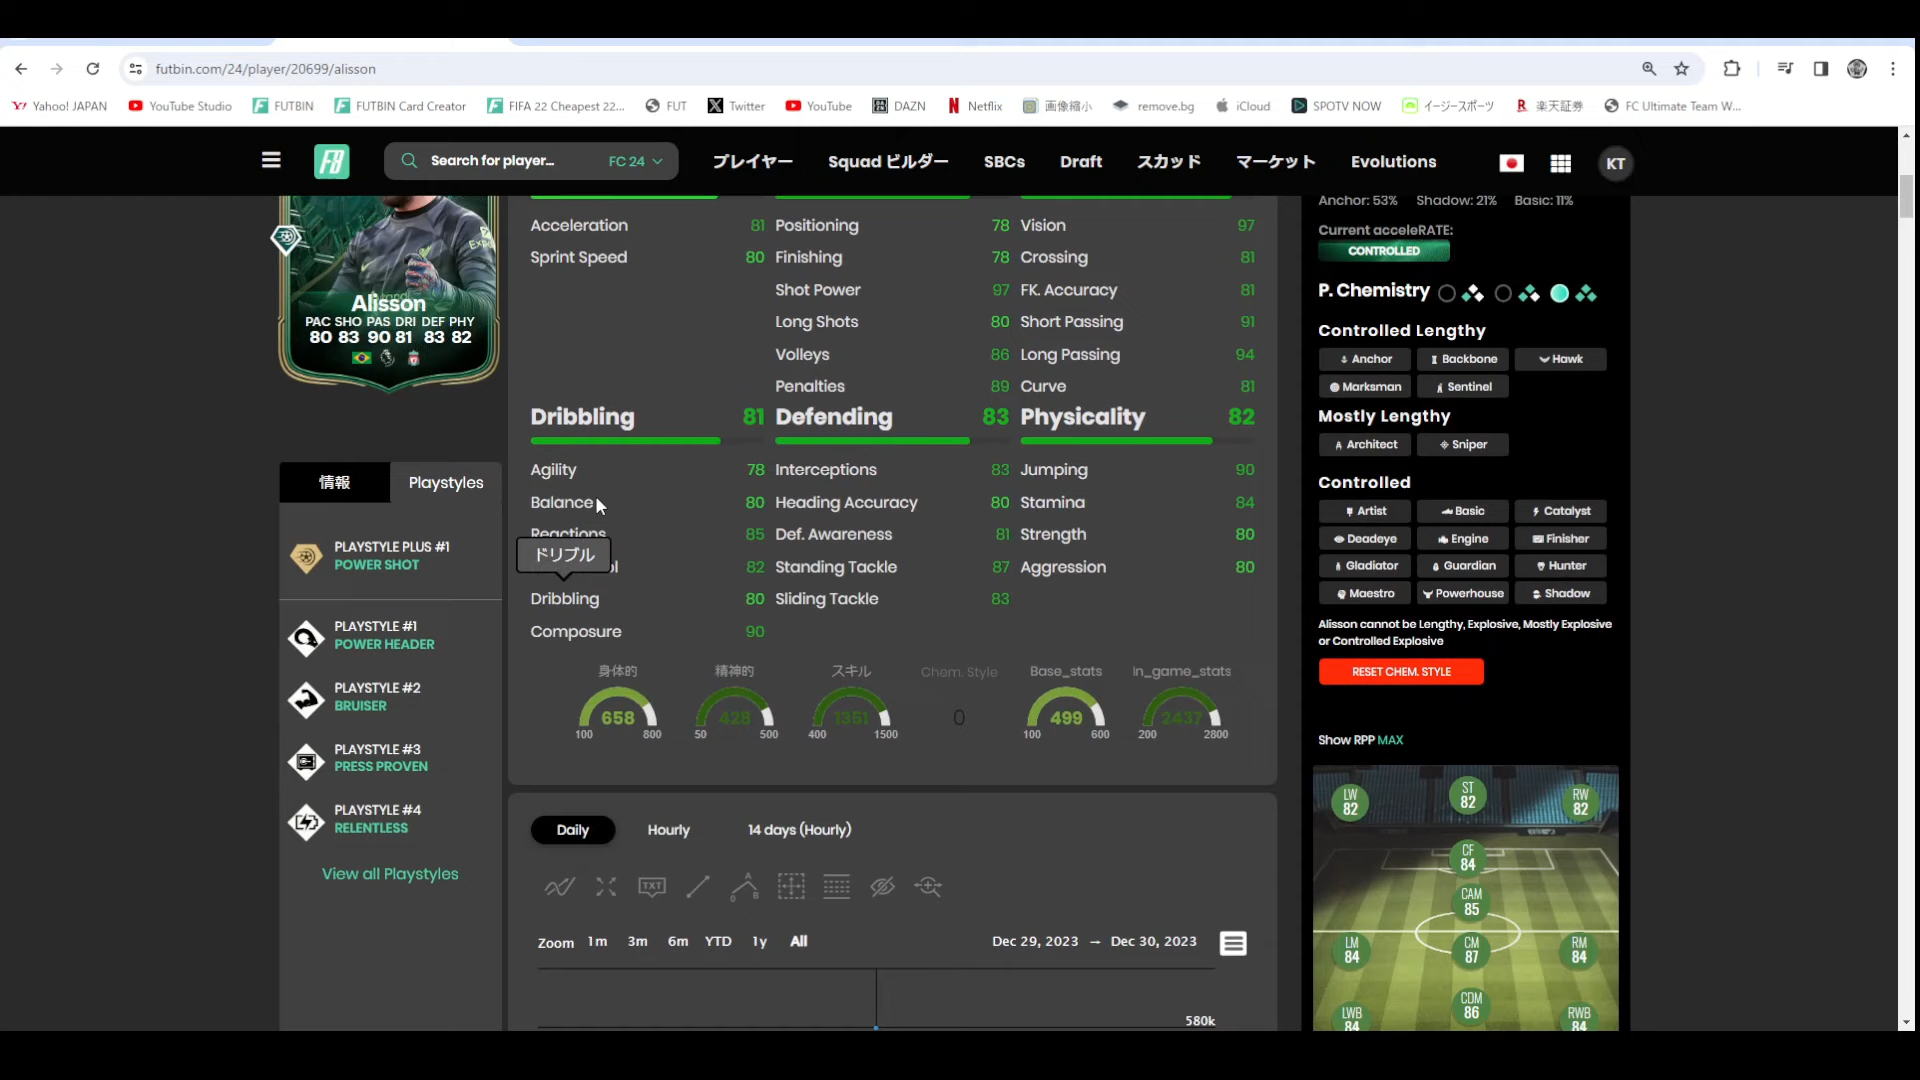 futbin.com/24/player/20699/alisson
Yahoo! JAPAN
YouTube Studio
FUTBIN
FUTBIN Card Creator
FIFA 22 Cheapest 22...
FUT
Twitter
YouTube
DAZN
Netflix
画像縮小
remove.bg
iCloud
SPOTV NOW
イージースポーツ
楽天証券
FC Ultimate Team W...
Search for player...
FC 24
プレイヤー
Squad ビルダー
SBCs
Draft
スカッド
マーケット
Evolutions
KT
Alisson
PAC SHO PAS DRI DEF PHY
80 83 90 81 83 82
情報
Playstyles
PLAYSTYLE PLUS #1
POWER SHOT
PLAYSTYLE #1
POWER HEADER
PLAYSTYLE #2
BRUISER
PLAYSTYLE #3
PRESS PROVEN
PLAYSTYLE #4
RELENTLESS
View all Playstyles
Acceleration 81
Sprint Speed 80
Positioning 78
Finishing 78
Shot Power 97
Long Shots 80
Volleys 86
Penalties 89
Vision 97
Crossing 81
FK. Accuracy 81
Short Passing 91
Long Passing 94
Curve 81
Dribbling 81
Agility 78
Balance 80
Reactions 85
ドリブル
82
Dribbling 80
Composure 90
Defending 83
Interceptions 83
Heading Accuracy 80
Def. Awareness 81
Standing Tackle 87
Sliding Tackle 83
Physicality 82
Jumping 90
Stamina 84
Strength 80
Aggression 80
身体的
658
100 800
精神的
428
50 500
スキル
1351
400 1500
Chem. Style
0
Base_stats
499
100 600
In_game_stats
2437
200 2800
Daily
Hourly
14 days (Hourly)
TXT
Zoom 1m 3m 6m YTD 1y All
Dec 29, 2023 → Dec 30, 2023
580k
Anchor: 53% Shadow: 21% Basic: 11%
Current acceleRATE:
CONTROLLED
P. Chemistry
Controlled Lengthy
Anchor Backbone Hawk
Marksman Sentinel
Mostly Lengthy
Architect Sniper
Controlled
Artist Basic Catalyst
Deadeye Engine Finisher
Gladiator Guardian Hunter
Maestro Powerhouse Shadow
Alisson cannot be Lengthy, Explosive, Mostly Explosive
or Controlled Explosive
RESET CHEM. STYLE
Show RPP MAX
LW
82
ST
82
RW
82
CF
84
CAM
85
LM
84
CM
87
RM
84
LWB
84
CDM
86
RWB
84